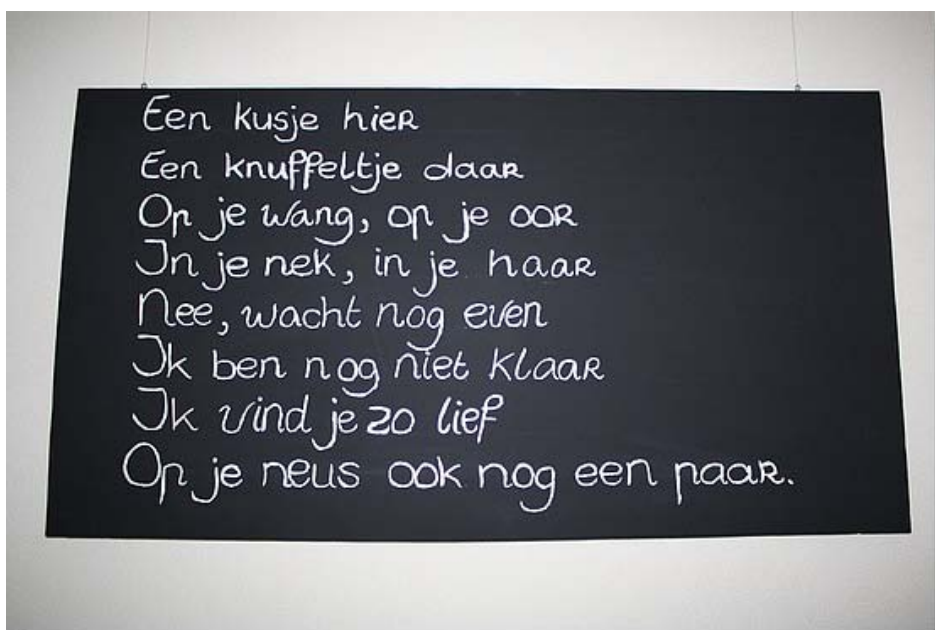 Een kusje hier
Een knuffeltje daar
Op je wang, op je oor
In je nek, in je haar
Nee, wacht nog even
Ik ben nog niet klaar
Ik vind je zo lief
Op je neus ook nog een paar.